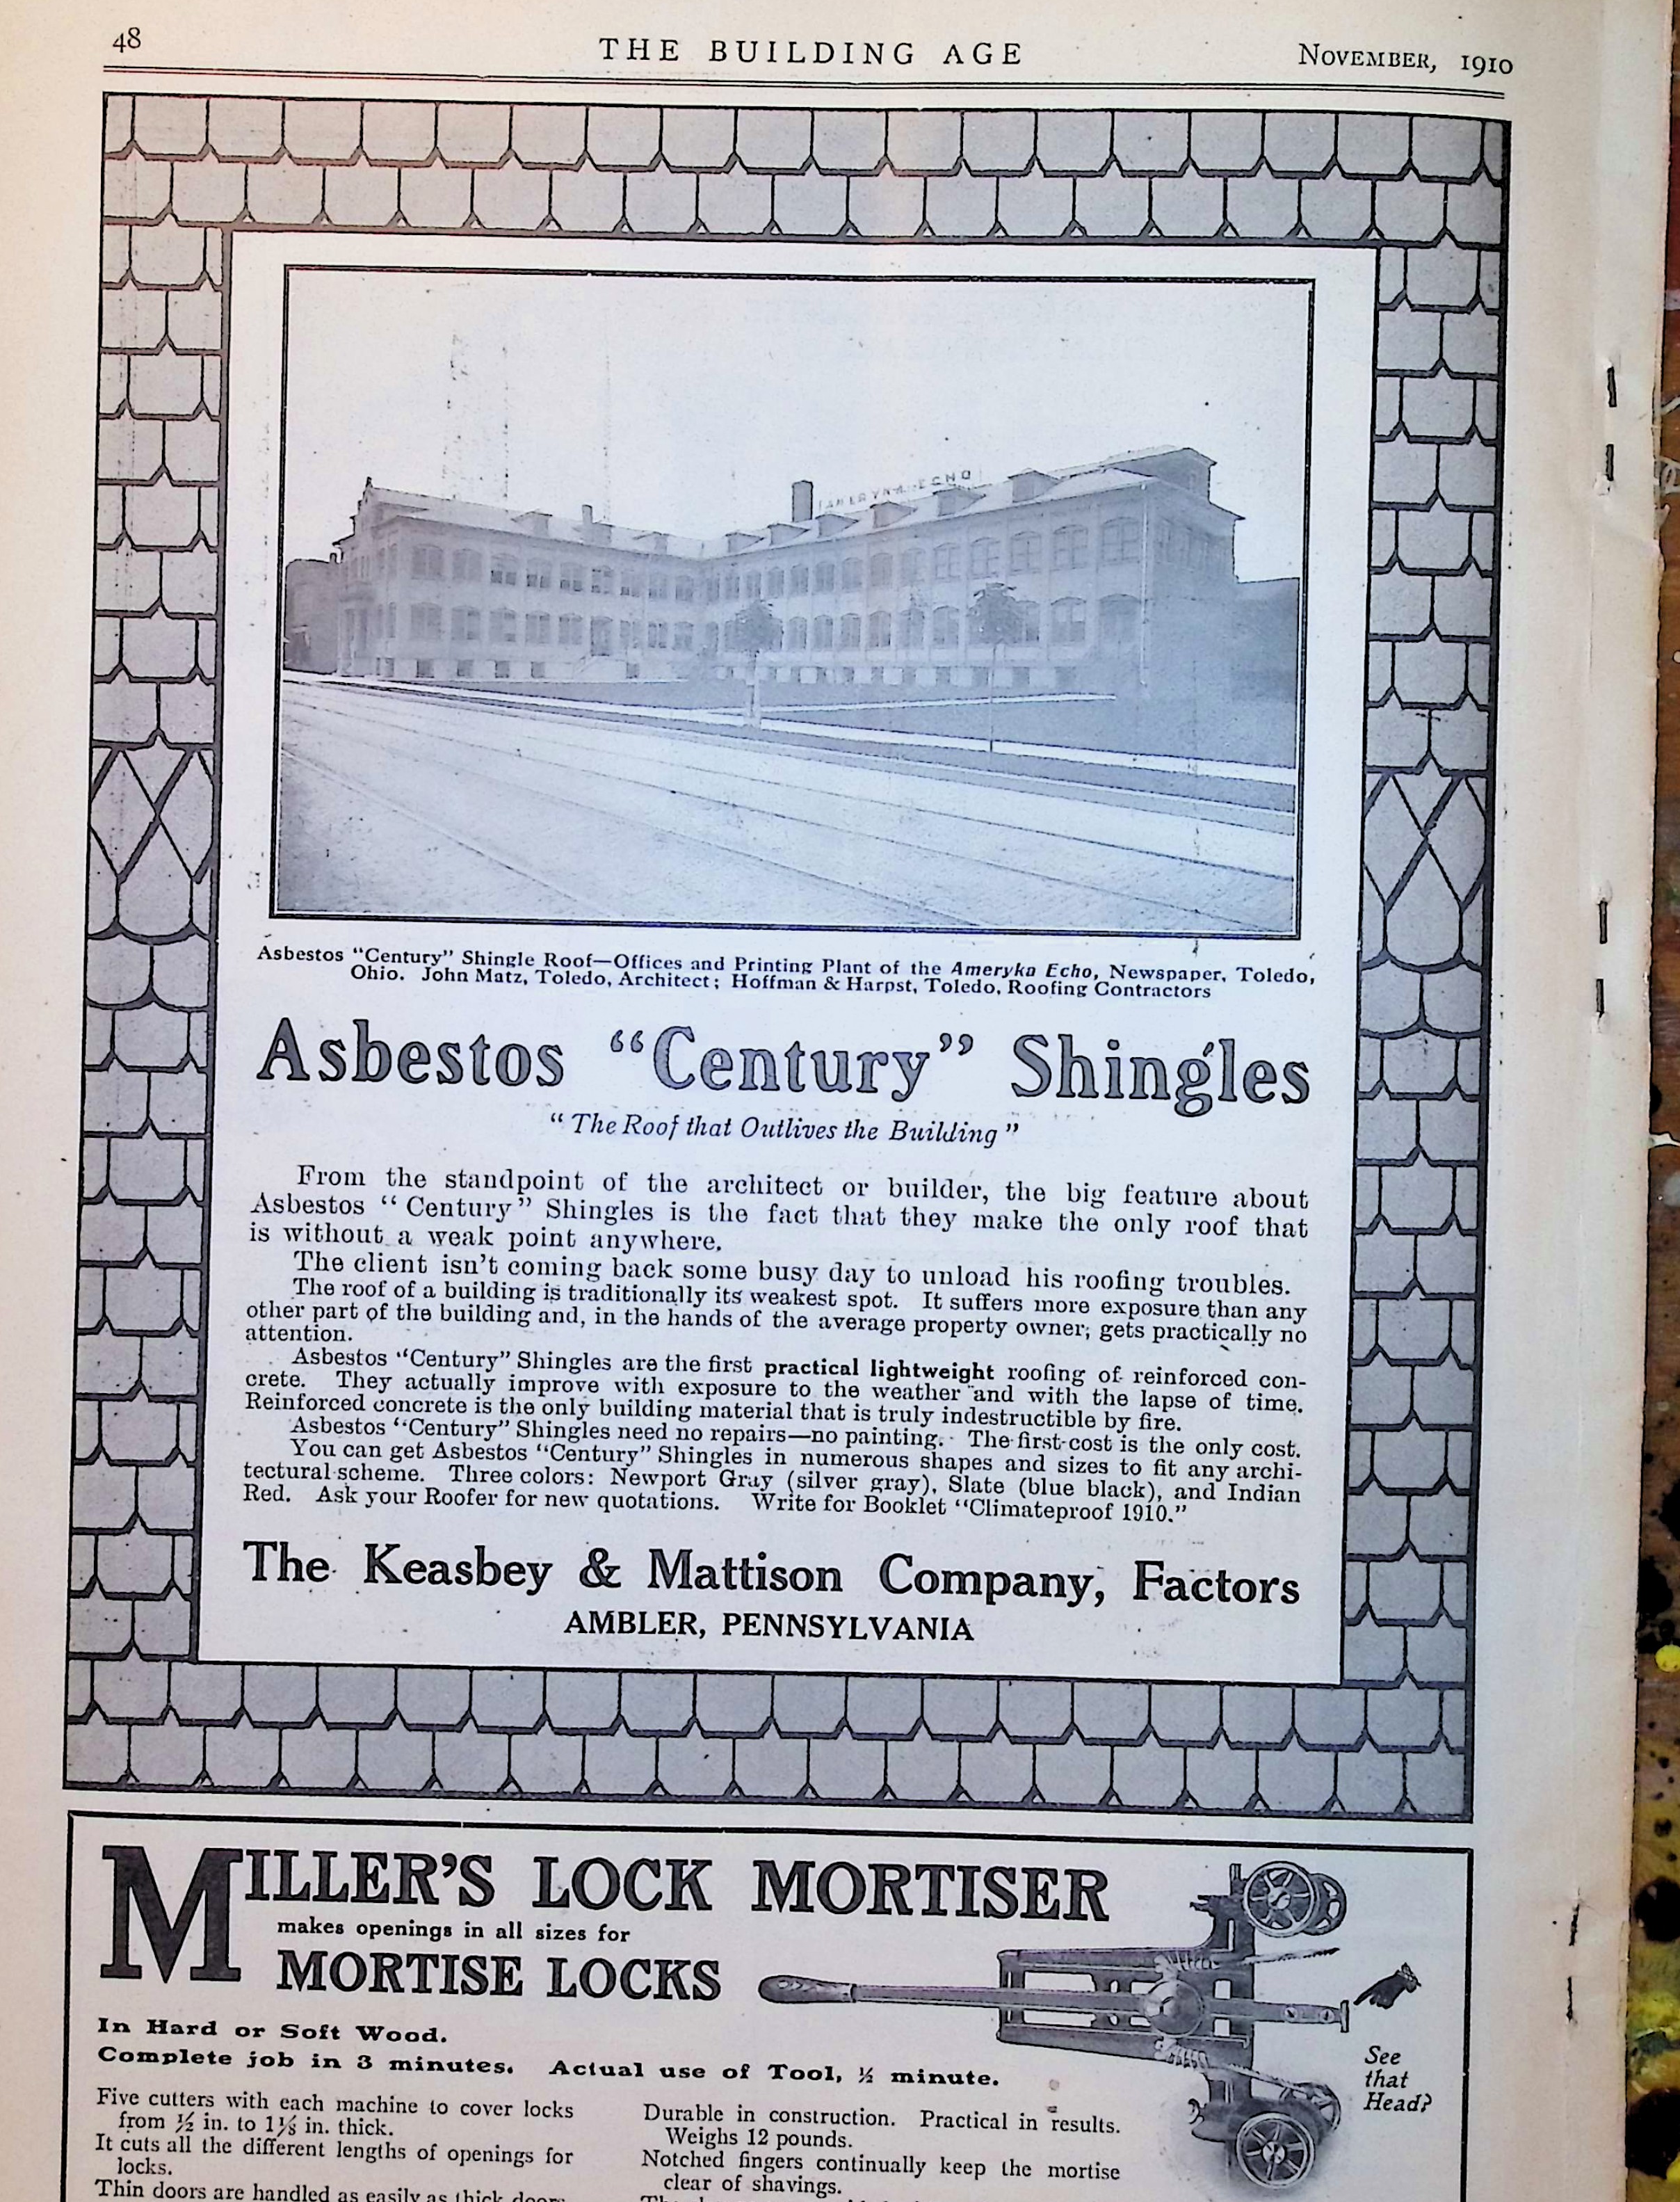 48
THE BUILDING AGE
NOVEMBER, 1910
AMERYKA-ECHO
Asbestos “Century” Shingle Roof—Offices and Printing Plant of the Ameryka Echo, Newspaper, Toledo,
Ohio. John Matz, Toledo, Architect; Hoffman & Harpst, Toledo, Roofing Contractors
Asbestos “Century” Shingles
“The Roof that Outlives the Building”
From the standpoint of the architect or builder, the big feature about
Asbestos “Century” Shingles is the fact that they make the only roof that
is without a weak point anywhere.
The client isn’t coming back some busy day to unload his roofing troubles.
The roof of a building is traditionally its weakest spot. It suffers more exposure than any
other part of the building and, in the hands of the average property owner; gets practically no
attention.
Asbestos “Century” Shingles are the first practical lightweight roofing of reinforced con-
crete. They actually improve with exposure to the weather and with the lapse of time.
Reinforced concrete is the only building material that is truly indestructible by fire.
Asbestos “Century” Shingles need no repairs—no painting. The first cost is the only cost.
You can get Asbestos “Century” Shingles in numerous shapes and sizes to fit any archi-
tectural scheme. Three colors: Newport Gray (silver gray), Slate (blue black), and Indian
Red. Ask your Roofer for new quotations. Write for Booklet “Climateproof 1910.”
The Keasbey & Mattison Company, Factors
AMBLER, PENNSYLVANIA
MILLER’S LOCK MORTISER
makes openings in all sizes for
MORTISE LOCKS
In Hard or Soft Wood.
Complete job in 3 minutes. Actual use of Tool, ½ minute.
See
that
Head?
Five cutters with each machine to cover locks
from ½ in. to 1⅛ in. thick.
It cuts all the different lengths of openings for
locks.
Thin doors are handled as easily as thick doors
Durable in construction. Practical in results.
Weighs 12 pounds.
Notched fingers continually keep the mortise
clear of shavings.